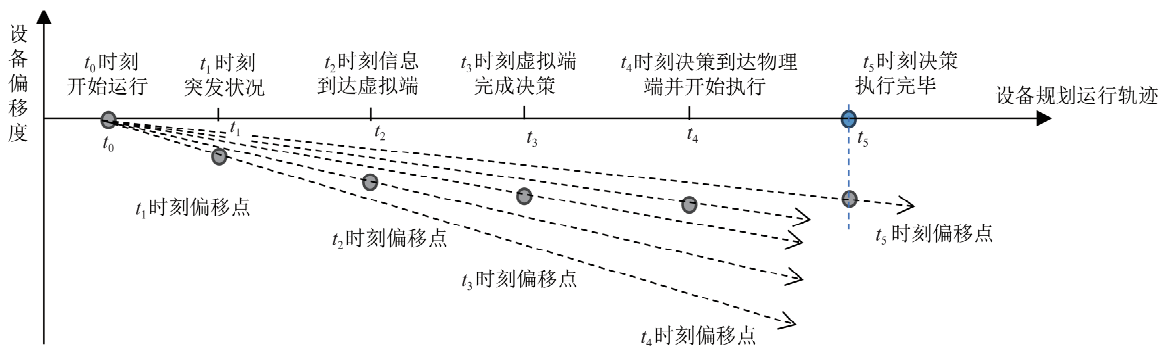 设备偏移度
t0时刻
开始运行
t1时刻
突发状况
t2时刻信息
到达虚拟端
t3时刻虚拟端
完成决策
t4时刻决策到达物理
端并开始执行
t5时刻决策
执行完毕
设备规划运行轨迹
t0
t1
t2
t3
t4
t5
t1时刻偏移点
t2时刻偏移点
t3时刻偏移点
t4时刻偏移点
t5时刻偏移点